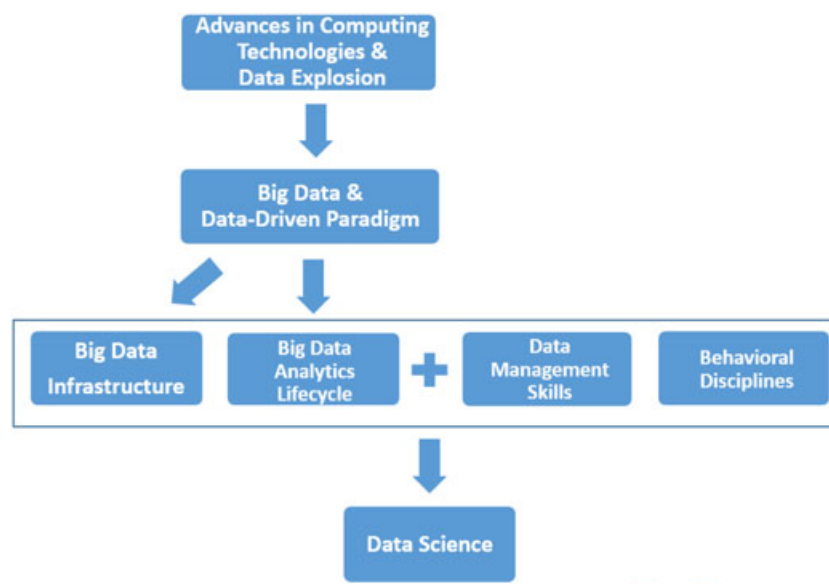 Advances in Computing
Technologies &
Data Explosion
Big Data &
Data-Driven Paradigm
Big Data
Infrastructure
Big Data
Analytics
Lifecycle
Data
Management
Skills
Behavioral
Disciplines
Data Science